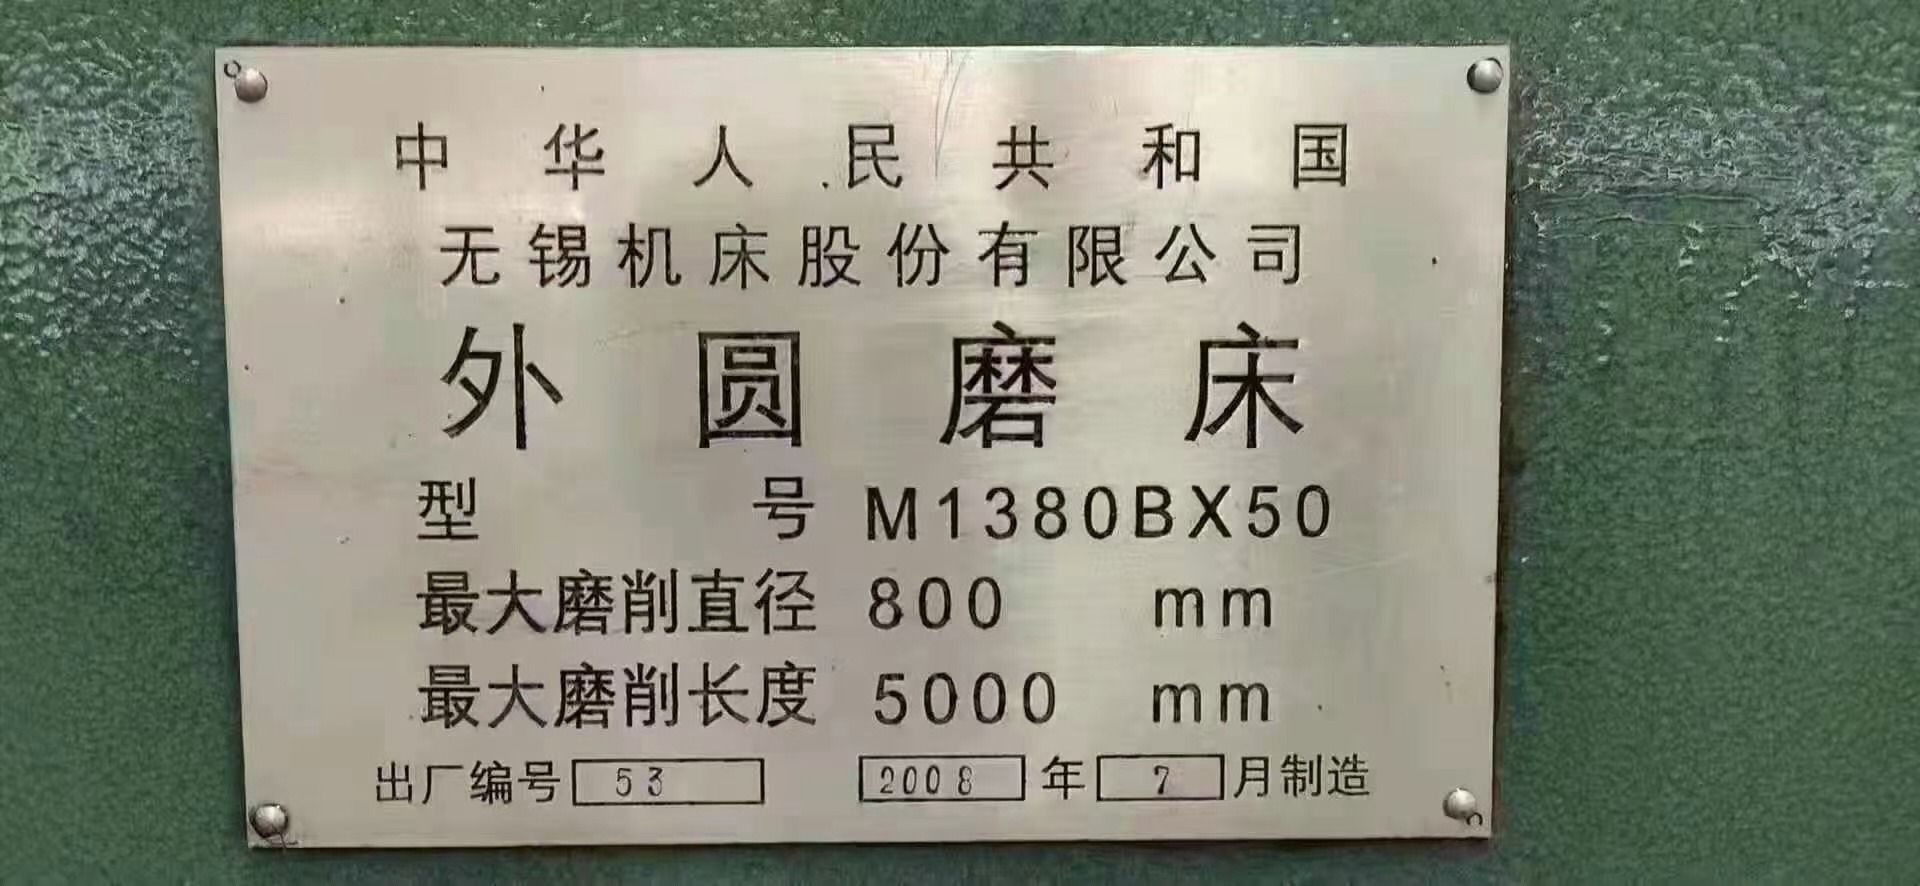 中华人民共和国
无锡机床股份有限公司
外圆磨床
型号 M1380BX50
最大磨削直径 800 mm
最大磨削长度 5000 mm
出厂编号 53 2008 年 7 月制造